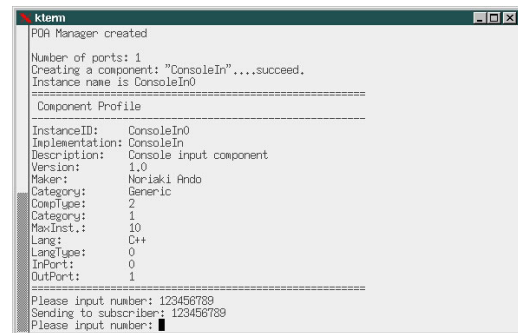 kterm
POA Manager created
Number of ports: 1
Creating a component: "ConsoleIn"....succeed.
Instance name is ConsoleIn0
==================================================
Component Profile
--------------------------------------------------
InstanceID: ConsoleIn0
Implementation: ConsoleIn
Description: Console input component
Version: 1.0
Maker: Noriaki Ando
Category: Generic
CompType: 2
Category: 1
MaxInst.: 10
Lang: C++
LangType: 0
InPort: 0
OutPort: 1
==================================================
Please input number: 123456789
Sending to subscriber: 123456789
Please input number: